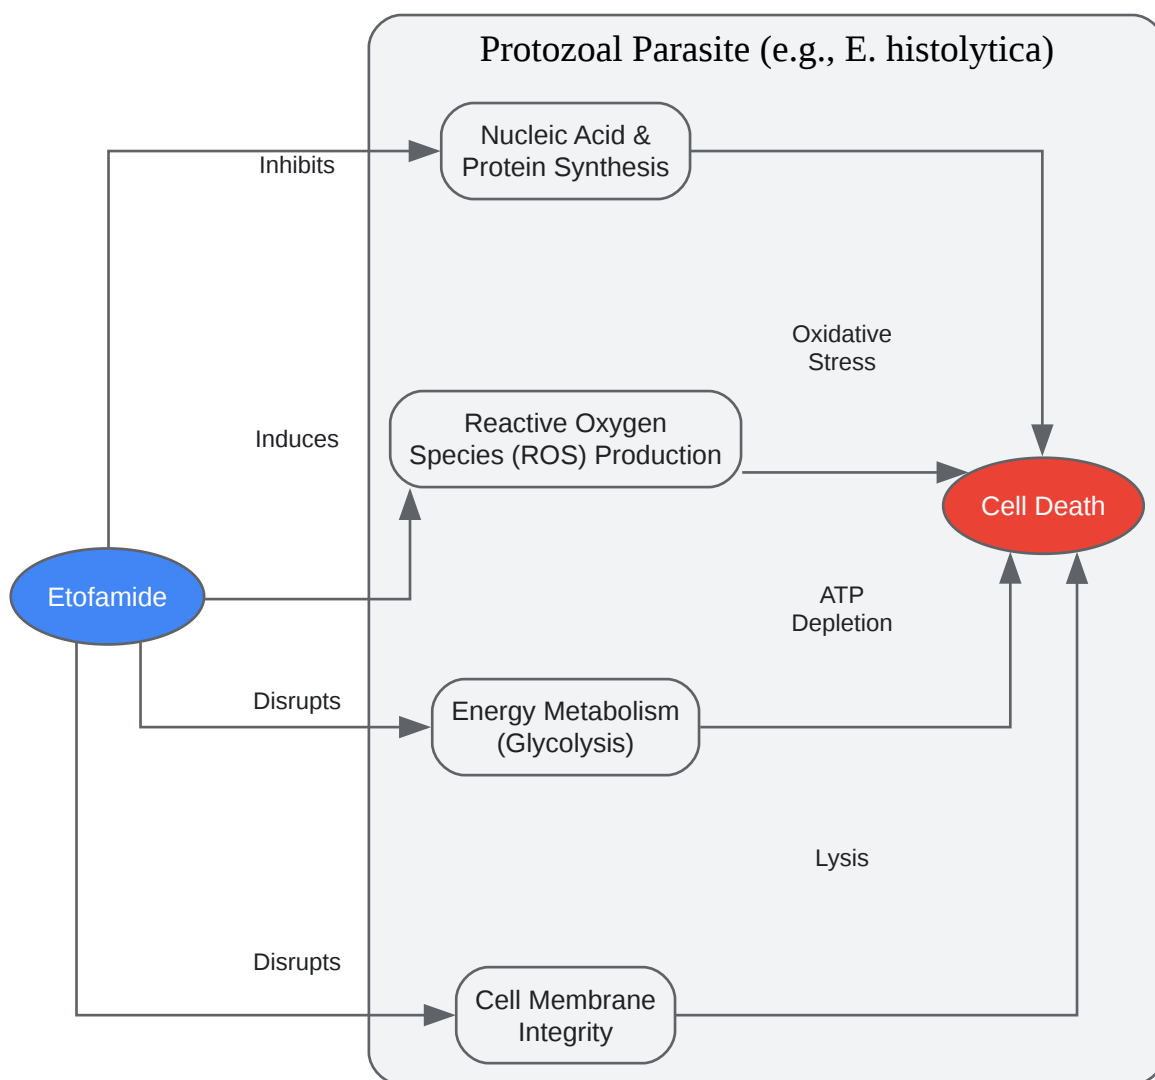 Protozoal Parasite (e.g., E. histolytica)
Nucleic Acid &
Protein Synthesis
Inhibits
Oxidative
Stress
Reactive Oxygen
Species (ROS) Production
Induces
Cell Death
Etofamide
ATP
Depletion
Disrupts
Energy Metabolism
(Glycolysis)
Lysis
Disrupts
Cell Membrane
Integrity